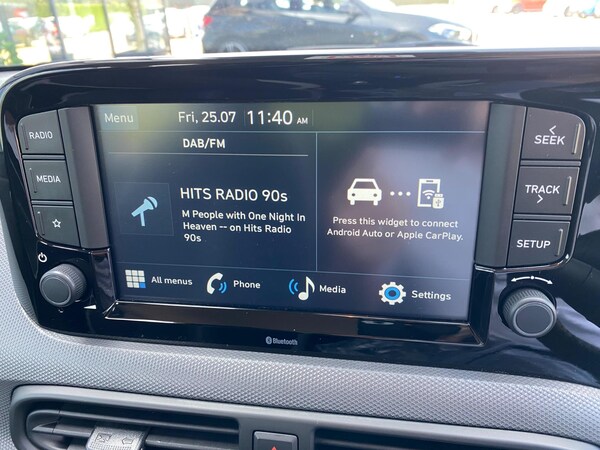 Menu
Fri, 25.07
11:40 AM
DAB/FM
HITS RADIO 90s
M People with One Night In
Heaven -- on Hits Radio
90s
Press this widget to connect
Android Auto or Apple CarPlay.
All menus
Phone
Media
Settings
RADIO
MEDIA
SEEK
TRACK
SETUP
Bluetooth